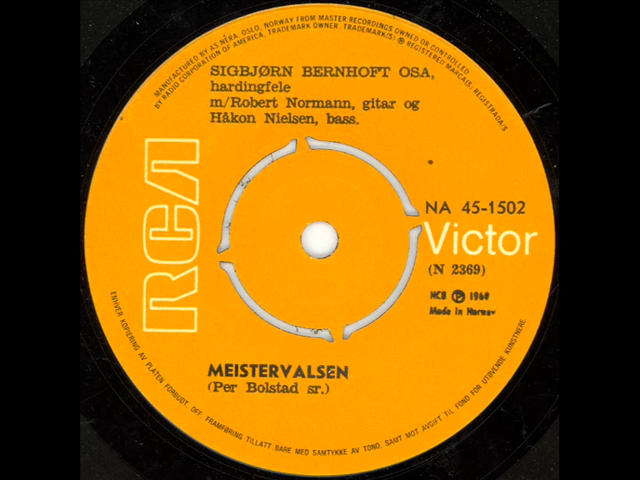 MANUFACTURED BY AS NERA, OSLO, NORWAY FROM MASTER RECORDINGS OWNED OR CONTROLLED
BY RADIO CORPORATION OF AMERICA. TRADEMARK OWNER. TRADEMARK(S) ® REGISTERED MARCA(S) REGISTRADA/S
SIGBJØRN BERNHOFT OSA,
hardingfele
m/Robert Normann, gitar og
Håkon Nielsen, bass.
RCA
NA 45-1502
Victor
(N 2369)
NCB Ⓟ 1969
Made in Norway
MEISTERVALSEN
(Per Bolstad sr.)
ENHVER KOPIERING AV PLATEN FORBUDT. OFF. FRAMFØRING TILLATT BARE MED SAMTYKKE AV TONO, SAMT MOT AVGIFT TIL FOND FOR UTØVENDE KUNSTNERE.